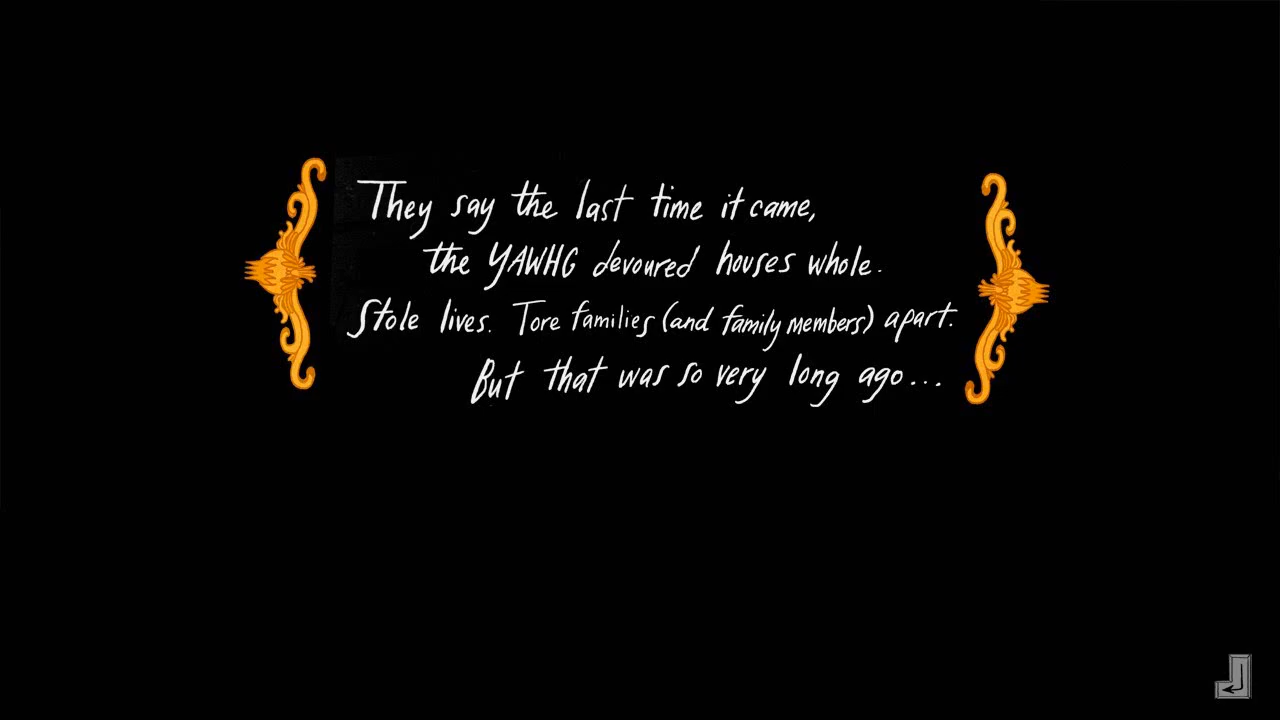 They say the last time it came,
the YAWHG devoured houses whole.
Stole lives. Tore families (and family members) apart.
But that was so very long ago...